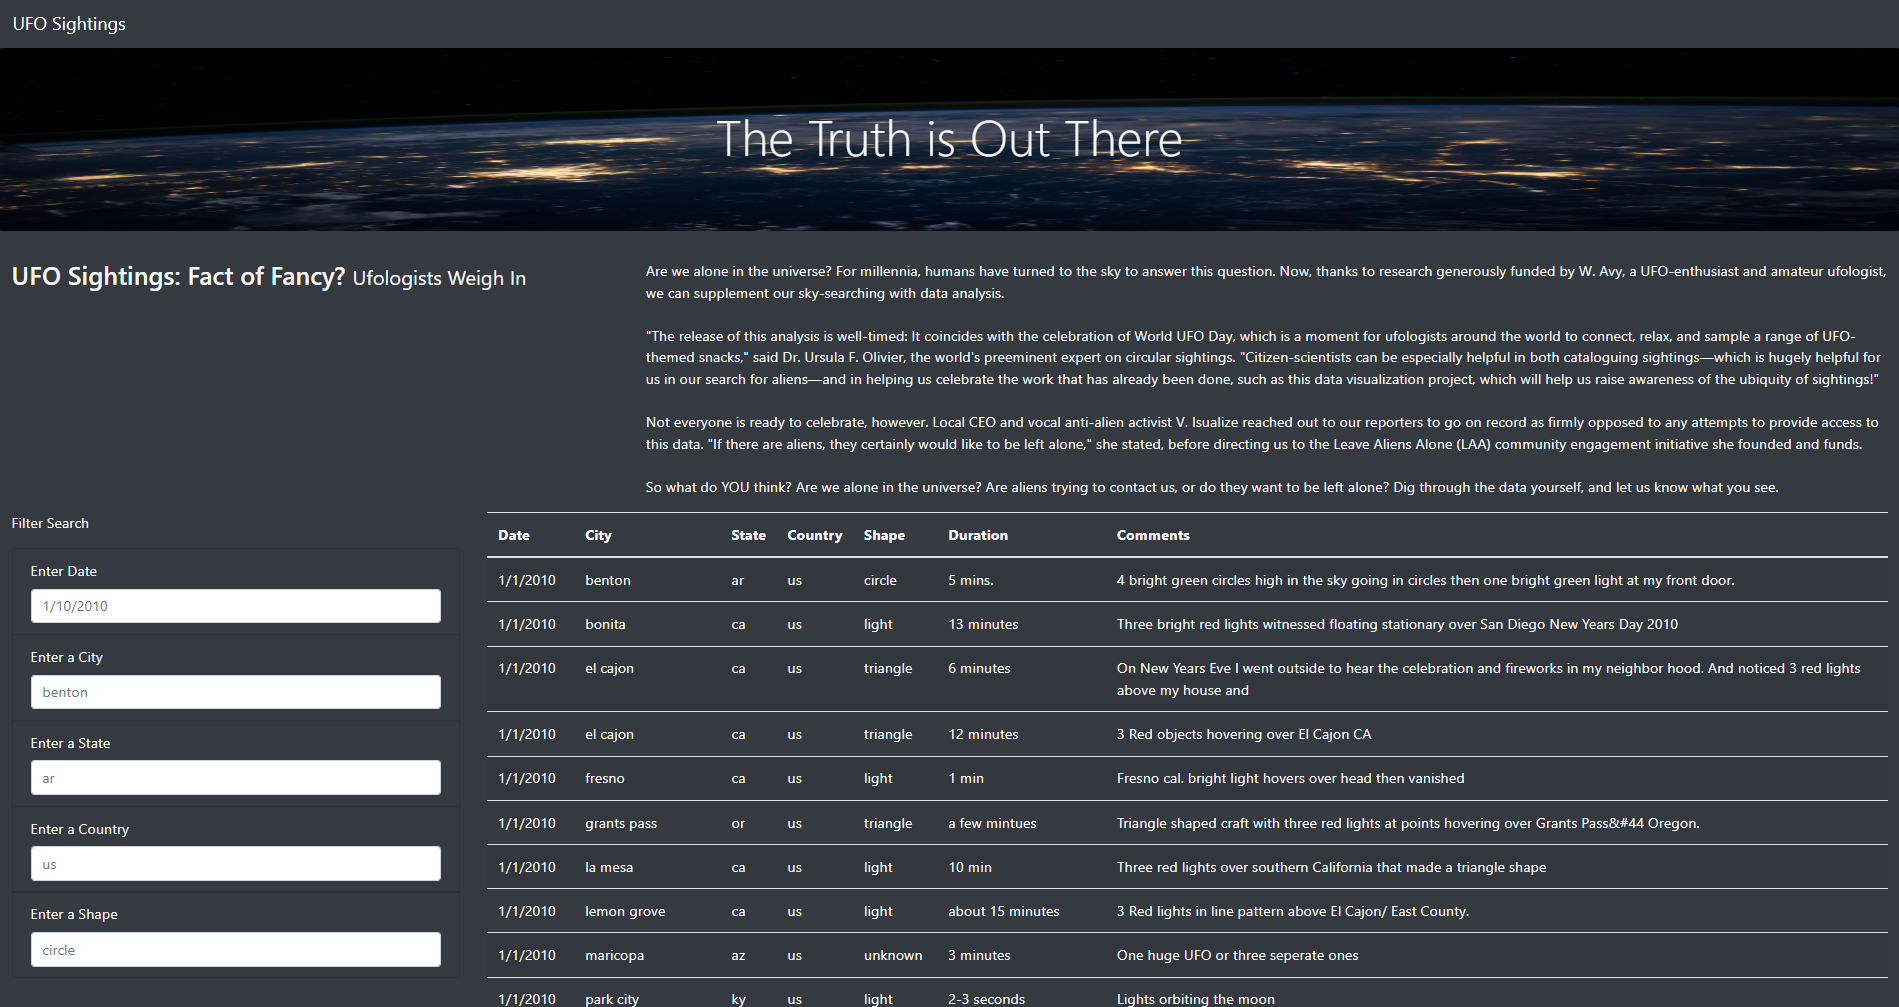 UFO Sightings
The Truth is Out There
UFO Sightings: Fact of Fancy? Ufologists Weigh In
Are we alone in the universe? For millennia, humans have turned to the sky to answer this question. Now, thanks to research generously funded by W. Avy, a UFO-enthusiast and amateur ufologist,
we can supplement our sky-searching with data analysis.
"The release of this analysis is well-timed: It coincides with the celebration of World UFO Day, which is a moment for ufologists around the world to connect, relax, and sample a range of UFO-
themed snacks," said Dr. Ursula F. Olivier, the world's preeminent expert on circular sightings. "Citizen-scientists can be especially helpful in both cataloguing sightings—which is hugely helpful for
us in our search for aliens—and in helping us celebrate the work that has already been done, such as this data visualization project, which will help us raise awareness of the ubiquity of sightings!"
Not everyone is ready to celebrate, however. Local CEO and vocal anti-alien activist V. Isualize reached out to our reporters to go on record as firmly opposed to any attempts to provide access to
this data. "If there are aliens, they certainly would like to be left alone," she stated, before directing us to the Leave Aliens Alone (LAA) community engagement initiative she founded and funds.
So what do YOU think? Are we alone in the universe? Are aliens trying to contact us, or do they want to be left alone? Dig through the data yourself, and let us know what you see.
Filter Search
Enter Date
1/10/2010
Enter a City
benton
Enter a State
ar
Enter a Country
us
Enter a Shape
circle
Date City State Country Shape Duration Comments
1/1/2010 benton ar us circle 5 mins. 4 bright green circles high in the sky going in circles then one bright green light at my front door.
1/1/2010 bonita ca us light 13 minutes Three bright red lights witnessed floating stationary over San Diego New Years Day 2010
1/1/2010 el cajon ca us triangle 6 minutes On New Years Eve I went outside to hear the celebration and fireworks in my neighbor hood. And noticed 3 red lights
above my house and
1/1/2010 el cajon ca us triangle 12 minutes 3 Red objects hovering over El Cajon CA
1/1/2010 fresno ca us light 1 min Fresno cal. bright light hovers over head then vanished
1/1/2010 grants pass or us triangle a few mintues Triangle shaped craft with three red lights at points hovering over Grants Pass&#44 Oregon.
1/1/2010 la mesa ca us light 10 min Three red lights over southern California that made a triangle shape
1/1/2010 lemon grove ca us light about 15 minutes 3 Red lights in line pattern above El Cajon/ East County.
1/1/2010 maricopa az us unknown 3 minutes One huge UFO or three seperate ones
1/1/2010 park city ky us light 2-3 seconds Lights orbiting the moon